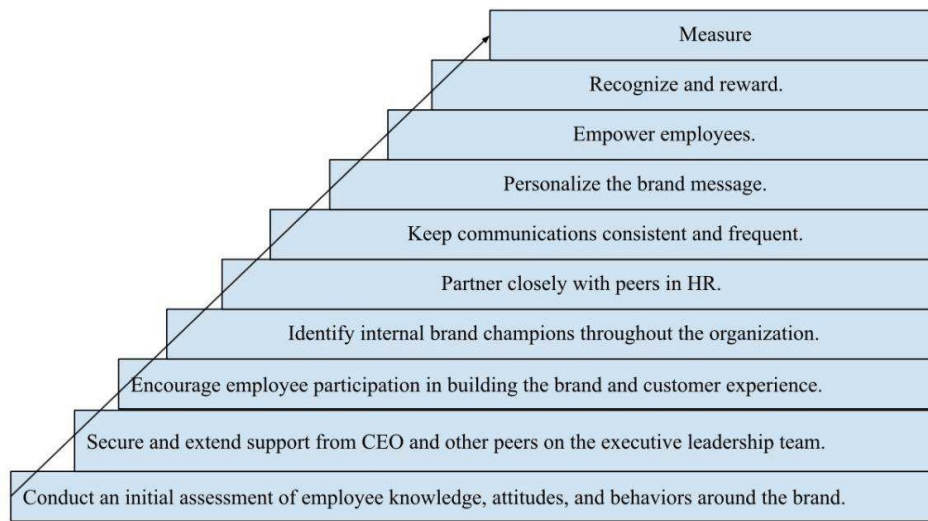 Measure
Recognize and reward.
Empower employees.
Personalize the brand message.
Keep communications consistent and frequent.
Partner closely with peers in HR.
Identify internal brand champions throughout the organization.
Encourage employee participation in building the brand and customer experience.
Secure and extend support from CEO and other peers on the executive leadership team.
Conduct an initial assessment of employee knowledge, attitudes, and behaviors around the brand.